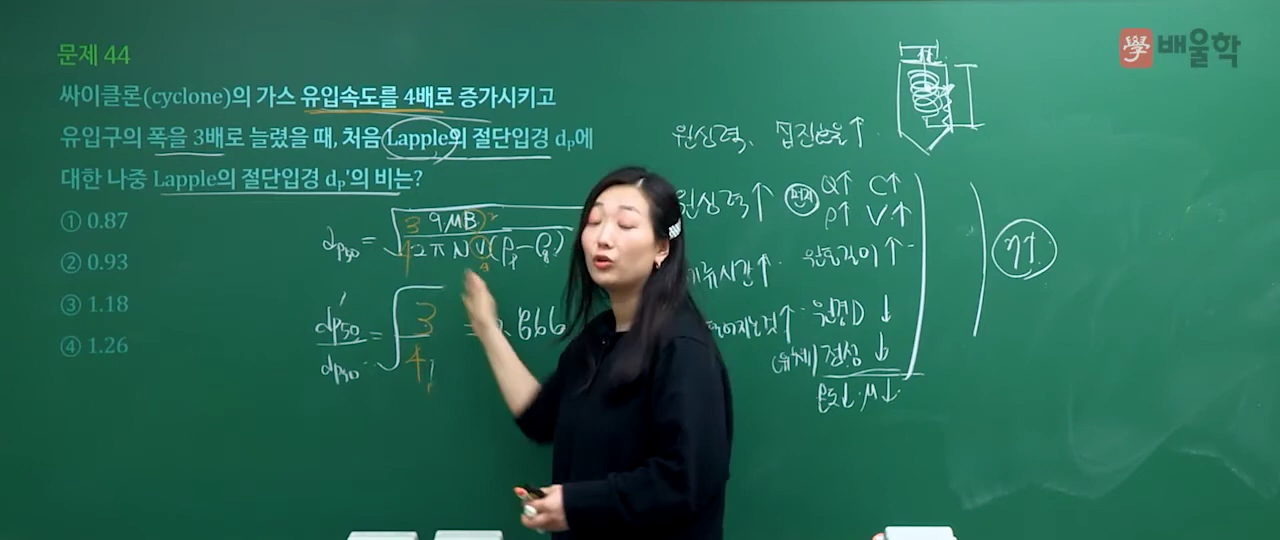 學 배울학
문제 44
싸이클론(cyclone)의 가스 유입속도를 4배로 증가시키고
유입구의 폭을 3배로 늘렸을 때, 처음 Lapple의 절단입경 dₚ에
대한 나중 Lapple의 절단입경 dₚ'의 비는?
① 0.87
② 0.93
③ 1.18
④ 1.26
dp50 = √ 3 9μB
4 2πNV(ρp-ρg)
dp'50 / dp50 = √ 3 / 4
866
원심력, 집진효율↑
원심력↑ 먼지 Q↑ C↑
ρ↑ V↑
원통길이↑
류시간↑
원경D↓
(유체) 점성↓
온도↓ μ↓
η↑